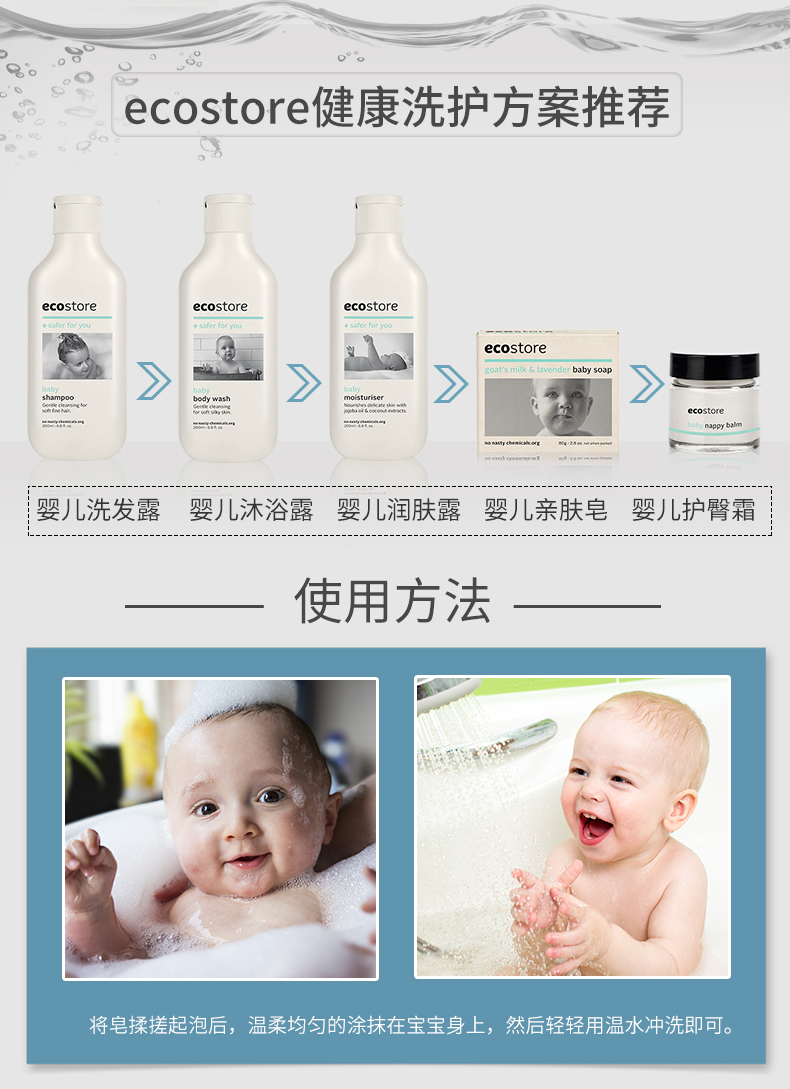 ecostore健康洗护方案推荐
ecostore
+ safer for you
baby
shampoo
Gentle cleansing for
soft fine hair.
no nasty chemicals.org
200ml · 6.8 fl. oz.
ecostore
+ safer for you
baby
body wash
Gentle cleansing
for soft silky skin.
no nasty chemicals.org
200ml · 6.8 fl. oz.
ecostore
+ safer for you
baby
moisturiser
Nourishes delicate skin with
jojoba oil & coconut extracts.
no nasty chemicals.org
200ml · 6.8 fl. oz.
ecostore
goat's milk & lavender baby soap
no nasty chemicals.org
80g · 2.8 oz. net when packed
ecostore
baby nappy balm
婴儿洗发露
婴儿沐浴露
婴儿润肤露
婴儿亲肤皂
婴儿护臀霜
使用方法
将皂揉搓起泡后，温柔均匀的涂抹在宝宝身上，然后轻轻用温水冲洗即可。